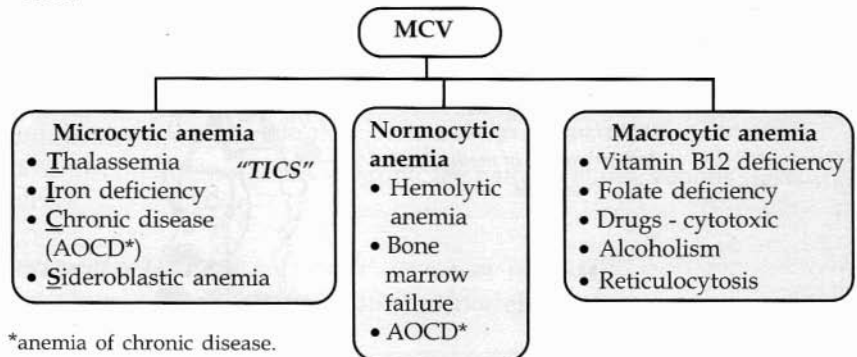 MCV
Microcytic anemia
• Thalassemia "TICS"
• Iron deficiency
• Chronic disease
(AOCD*)
• Sideroblastic anemia
Normocytic
anemia
• Hemolytic
anemia
• Bone
marrow
failure
• AOCD*
Macrocytic anemia
• Vitamin B12 deficiency
• Folate deficiency
• Drugs - cytotoxic
• Alcoholism
• Reticulocytosis
*anemia of chronic disease.